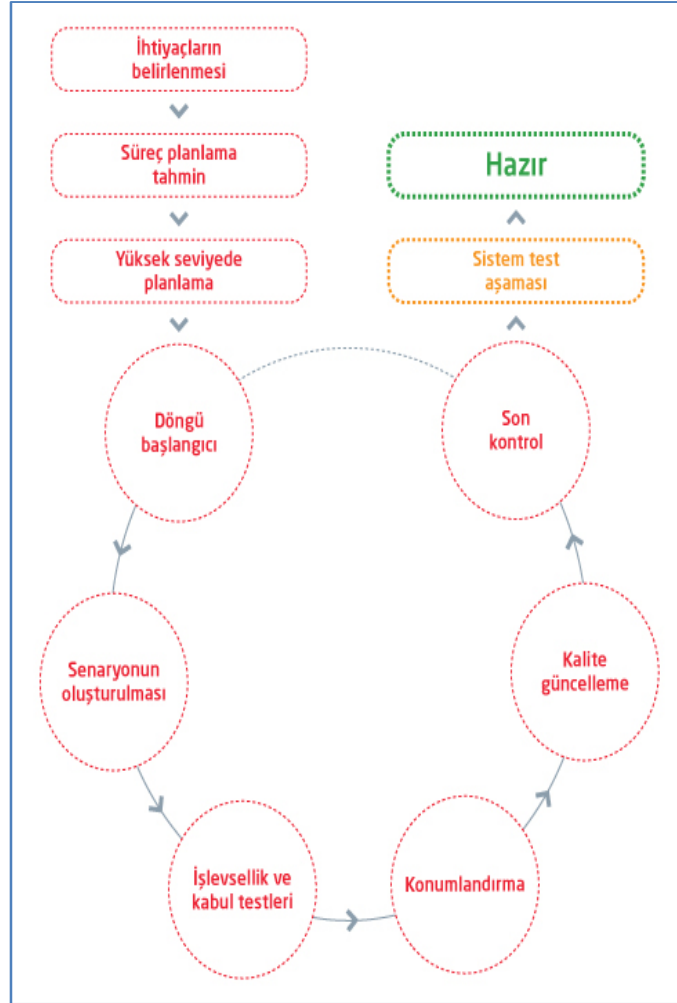 İhtiyaçların
belirlenmesi
Süreç planlama
tahmin
Yüksek seviyede
planlama
Hazır
Sistem test
aşaması
Döngü
başlangıcı
Son
kontrol
Senaryonun
oluşturulması
Kalite
güncelleme
İşlevsellik ve
kabul testleri
Konumlandırma